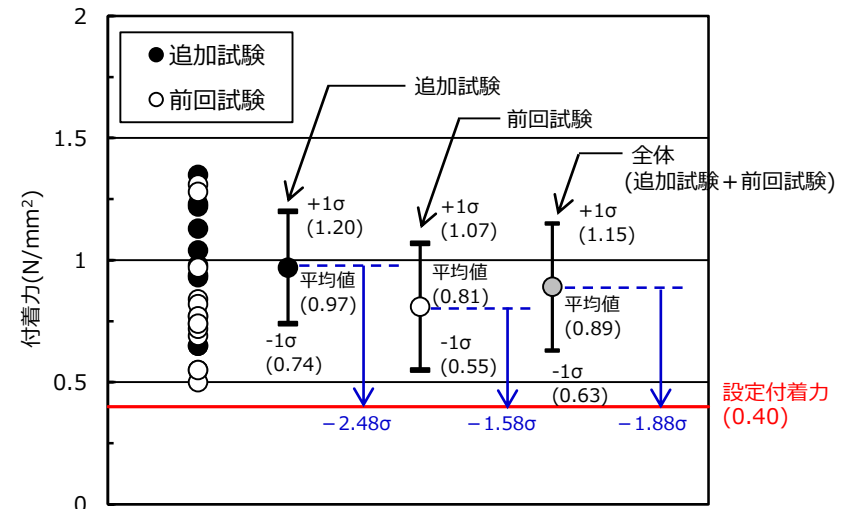 2
1.5
1
0.5
0
付着力(N/mm²)
追加試験
前回試験
追加試験
前回試験
全体
(追加試験＋前回試験)
+1σ
(1.20)
平均値
(0.97)
-1σ
(0.74)
+1σ
(1.07)
平均値
(0.81)
-1σ
(0.55)
+1σ
(1.15)
平均値
(0.89)
-1σ
(0.63)
－2.48σ
－1.58σ
－1.88σ
設定付着力
(0.40)